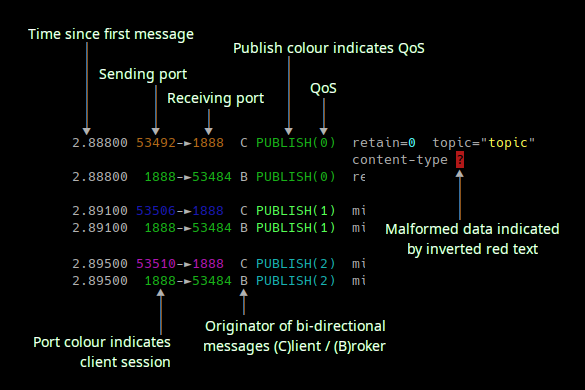 Time since first message
Publish colour indicates QoS
Sending port
QoS
Receiving port
2.88800 53492→1888 C PUBLISH(0) retain=0 topic="topic"
content-type ?
2.88800 1888→53484 B PUBLISH(0) re
2.89100 53506→1888 C PUBLISH(1) mi
2.89100 1888→53484 B PUBLISH(1) mi
Malformed data indicated
by inverted red text
2.89500 53510→1888 C PUBLISH(2) mi
2.89500 1888→53484 B PUBLISH(2) mi
Port colour indicates
client session
Originator of bi-directional
messages (C)lient / (B)roker